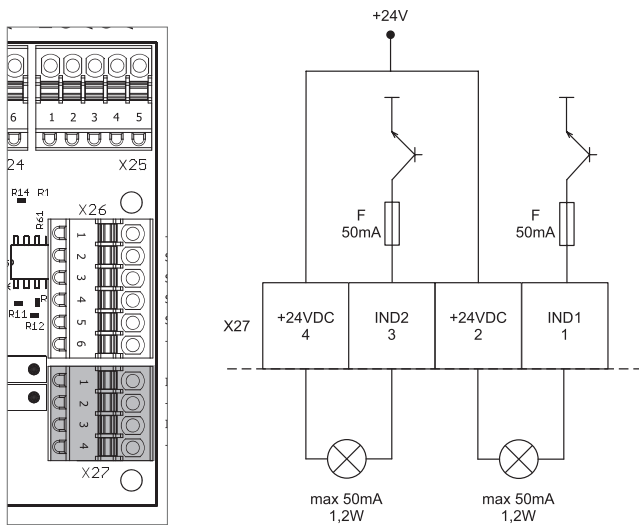 6
1 2 3 4 5
24
X25
R14
R1
R61
X26
1
2
3
4
5
6
R11
R12
R
1
2
3
4
X27
+24V
F
50mA
F
50mA
X27
+24VDC
4
IND2
3
+24VDC
2
IND1
1
max 50mA
1,2W
max 50mA
1,2W